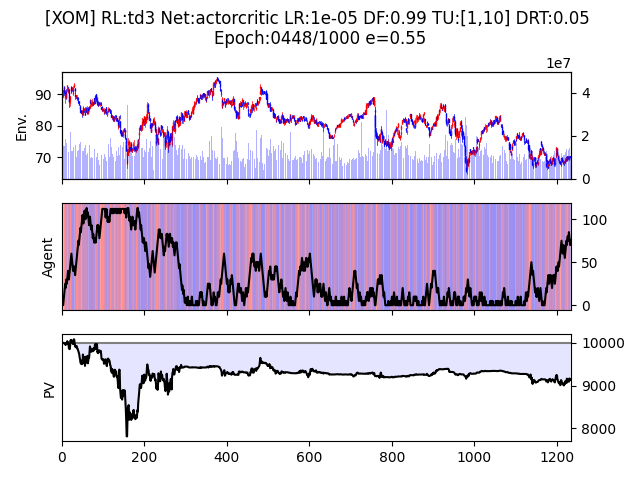 [XOM] RL:td3 Net:actorcritic LR:1e-05 DF:0.99 TU:[1,10] DRT:0.05
Epoch:0448/1000 e=0.55
1e7
Env.
90
80
70
4
2
0
Agent
100
50
0
PV
10000
9000
8000
0 200 400 600 800 1000 1200